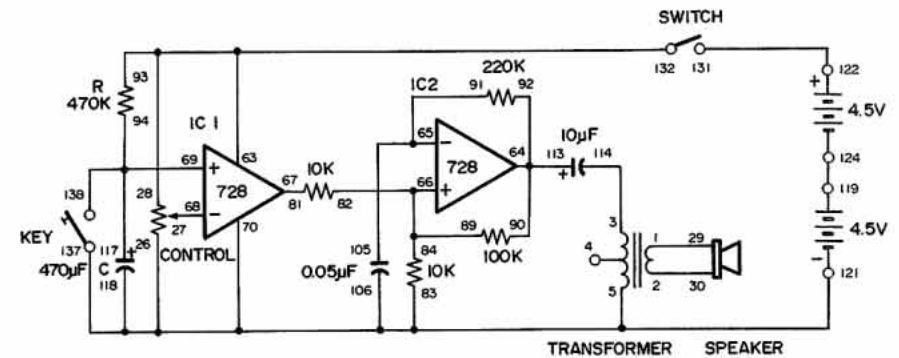 SWITCH
132 131
122
+
4.5V
124
119
4.5V
-
121
R
470K
93
94
IC 1
69
+
63
728
68
-
67
70
28
27
26
CONTROL
138
KEY
137
470µF
117
+
C
118
10K
81
82
IC2
220K
91
92
65
-
728
64
66
+
89
90
100K
84
10K
83
105
0.05µF
106
10µF
113
+
114
3
4
5
1
2
29
30
TRANSFORMER SPEAKER